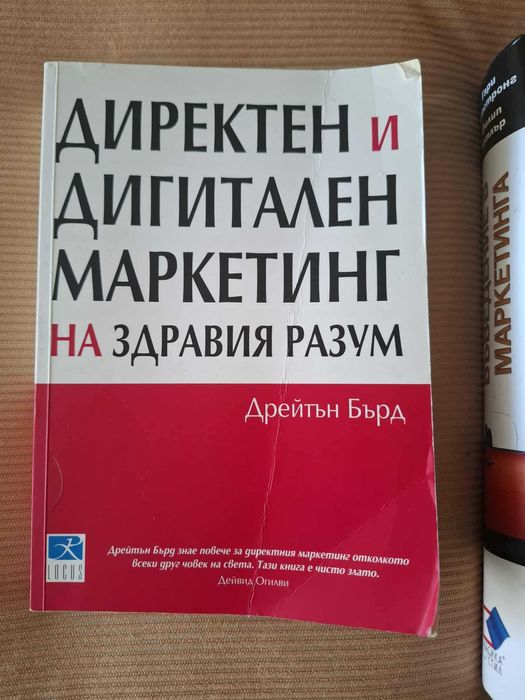 ДИРЕКТЕН И
ДИГИТАЛЕН
МАРКЕТИНГ
НА ЗДРАВИЯ РАЗУМ
Дрейтън Бърд
Дрейтън Бърд знае повече за директния маркетинг отколкото
всеки друг човек на света. Тази книга е чисто злато.
Дейвид Огилви
R
LOCUS
МАРКЕТИНГА